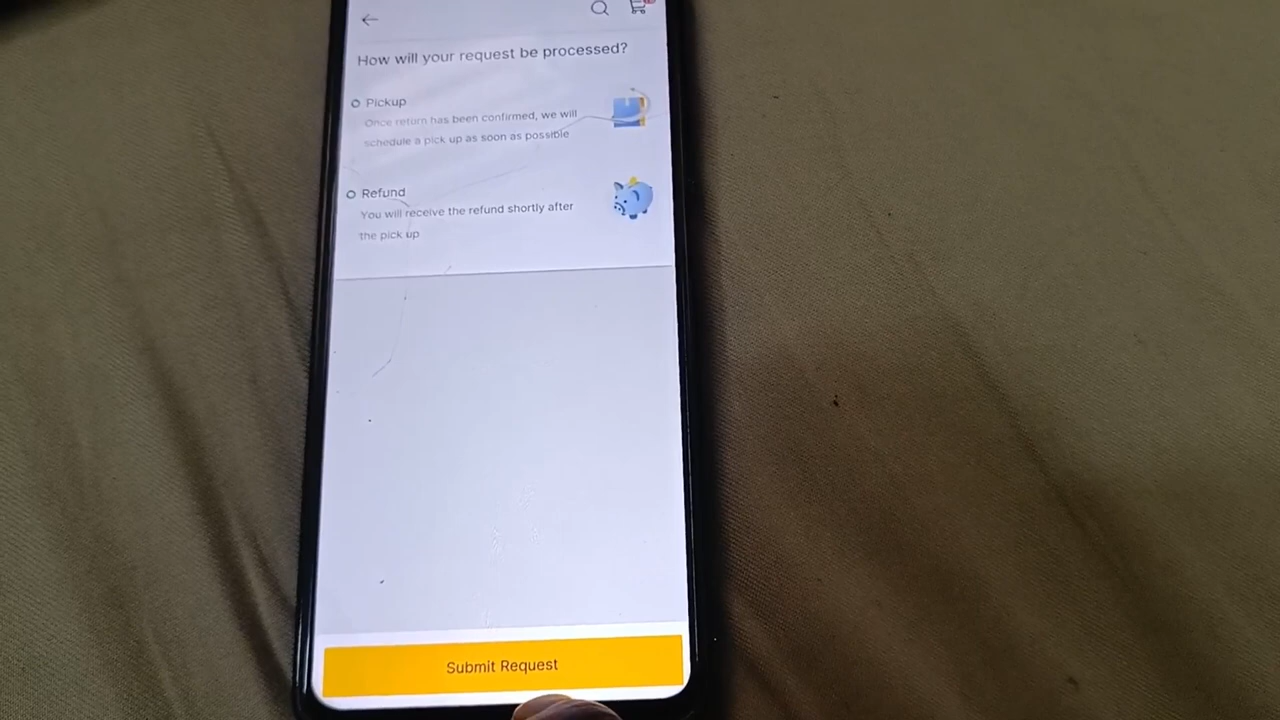 How will your request be processed?
Pickup
Once return has been confirmed, we will
schedule a pick up as soon as possible
Refund
You will receive the refund shortly after
the pick up
Submit Request